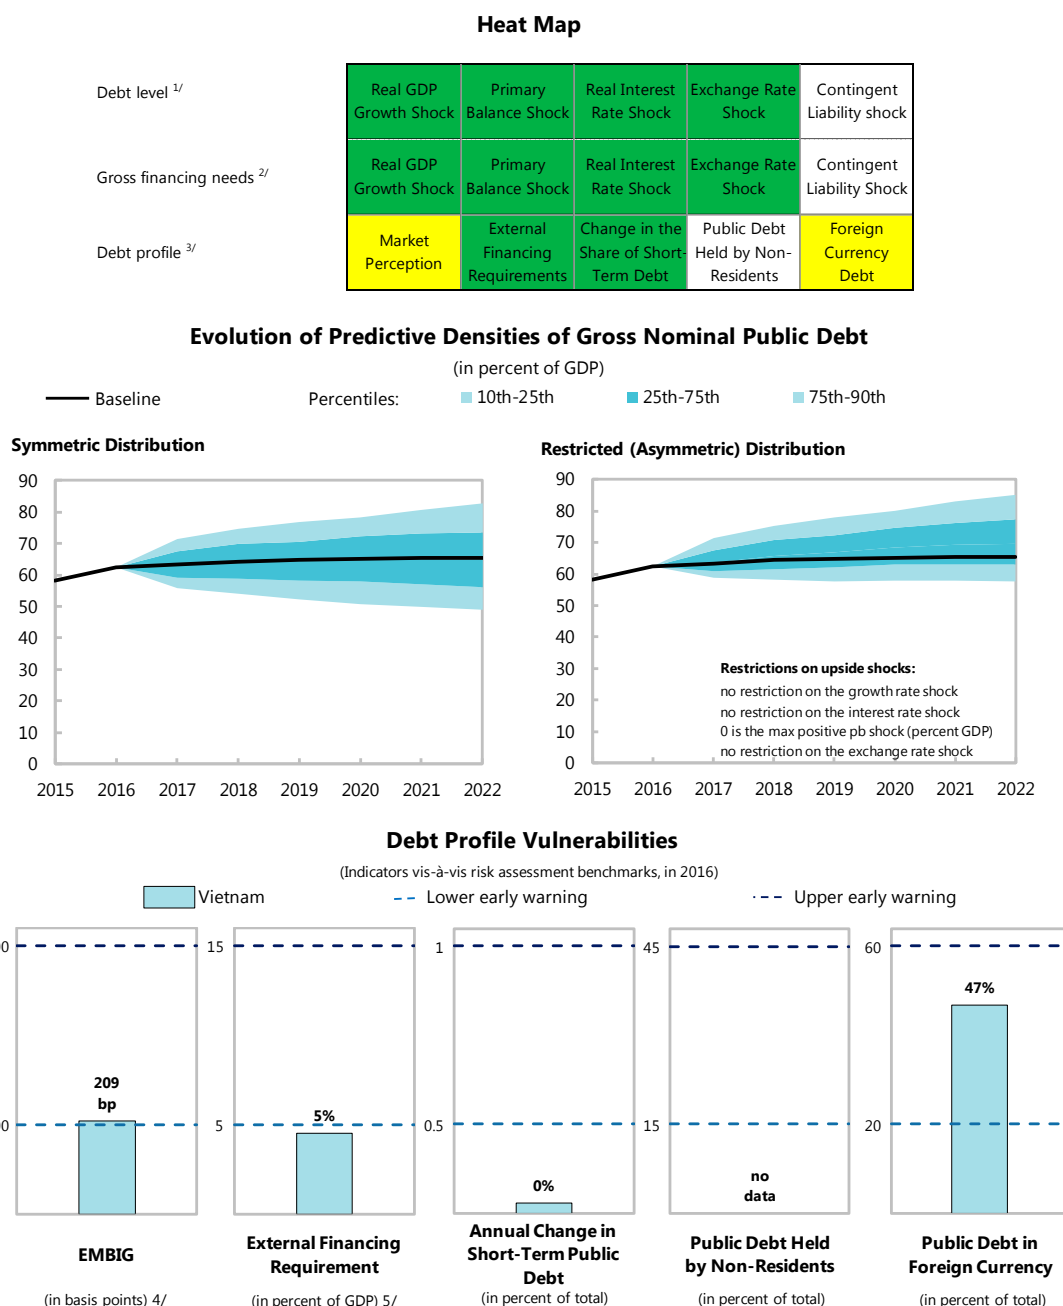 Heat Map
Debt level 1/
Real GDP Growth Shock
Primary Balance Shock
Real Interest Rate Shock
Exchange Rate Shock
Contingent Liability shock
Gross financing needs 2/
Real GDP Growth Shock
Primary Balance Shock
Real Interest Rate Shock
Exchange Rate Shock
Contingent Liability Shock
Debt profile 3/
Market Perception
External Financing Requirements
Change in the Share of Short-Term Debt
Public Debt Held by Non-Residents
Foreign Currency Debt
Evolution of Predictive Densities of Gross Nominal Public Debt
(in percent of GDP)
Baseline Percentiles: 10th-25th 25th-75th 75th-90th
Symmetric Distribution
90
80
70
60
50
40
30
20
10
0
2015 2016 2017 2018 2019 2020 2021 2022
Restricted (Asymmetric) Distribution
90
80
70
60
50
40
30
20
10
0
Restrictions on upside shocks:
no restriction on the growth rate shock
no restriction on the interest rate shock
0 is the max positive pb shock (percent GDP)
no restriction on the exchange rate shock
2015 2016 2017 2018 2019 2020 2021 2022
Debt Profile Vulnerabilities
(Indicators vis-à-vis risk assessment benchmarks, in 2016)
Vietnam Lower early warning Upper early warning
209
bp
EMBIG
(in basis points) 4/
15
5
5%
External Financing
Requirement
(in percent of GDP) 5/
1
0.5
0%
Annual Change in
Short-Term Public
Debt
(in percent of total)
45
15
no
data
Public Debt Held
by Non-Residents
(in percent of total)
60
20
47%
Public Debt in
Foreign Currency
(in percent of total)